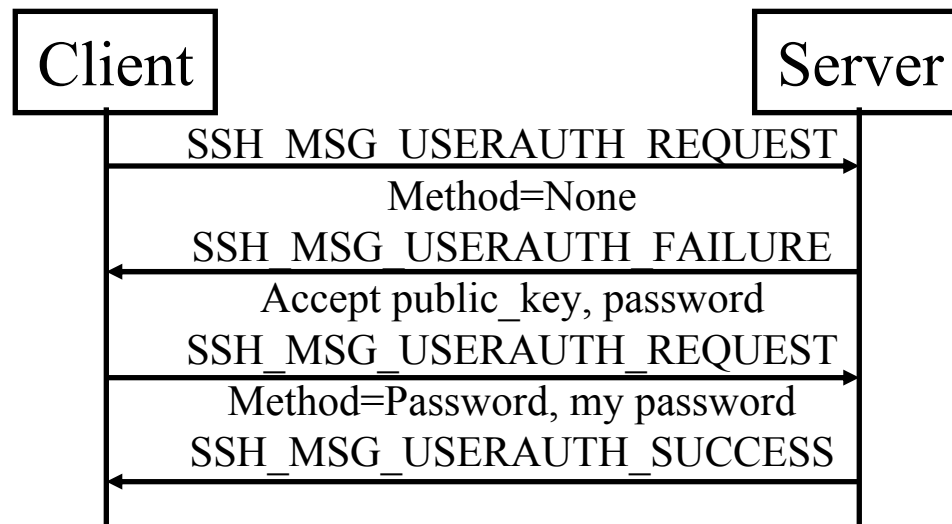 Client
Server
SSH_MSG_USERAUTH_REQUEST
Method=None
SSH_MSG_USERAUTH_FAILURE
Accept public_key, password
SSH_MSG_USERAUTH_REQUEST
Method=Password, my password
SSH_MSG_USERAUTH_SUCCESS